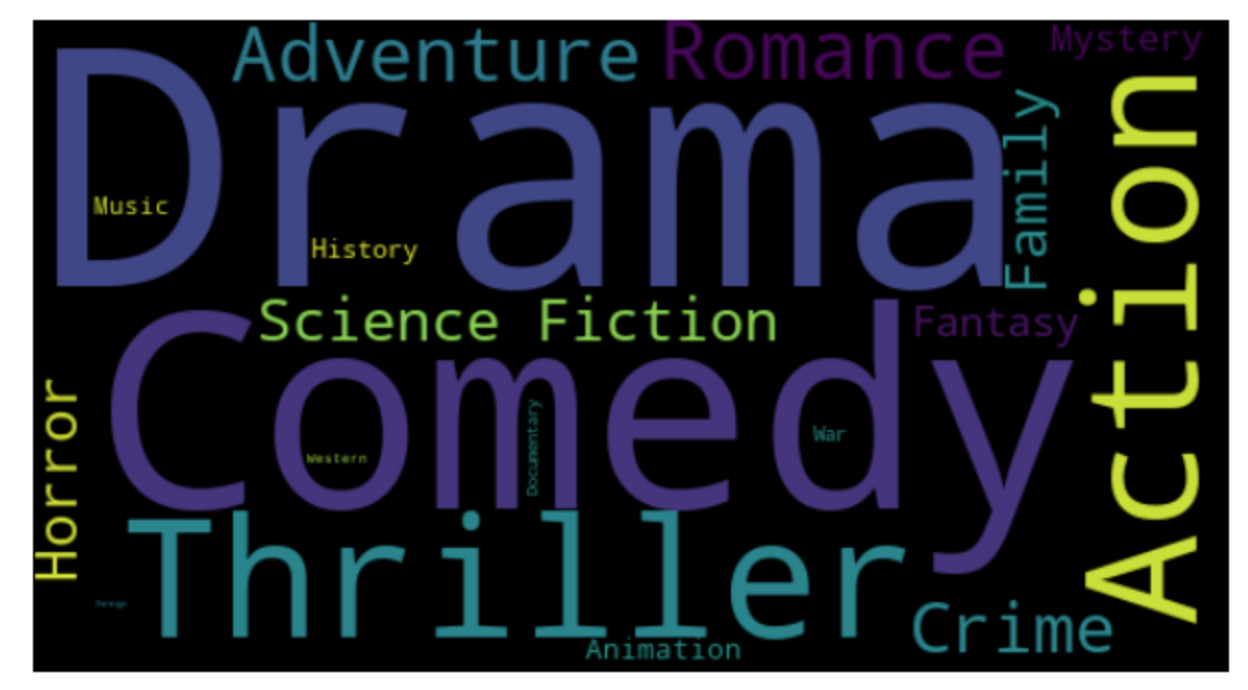 Adventure
Romance
Mystery
Drama
Family
Action
Music
History
Science Fiction
Fantasy
Comedy
Horror
Documentary
War
Western
Thriller
Foreign
Crime
Animation